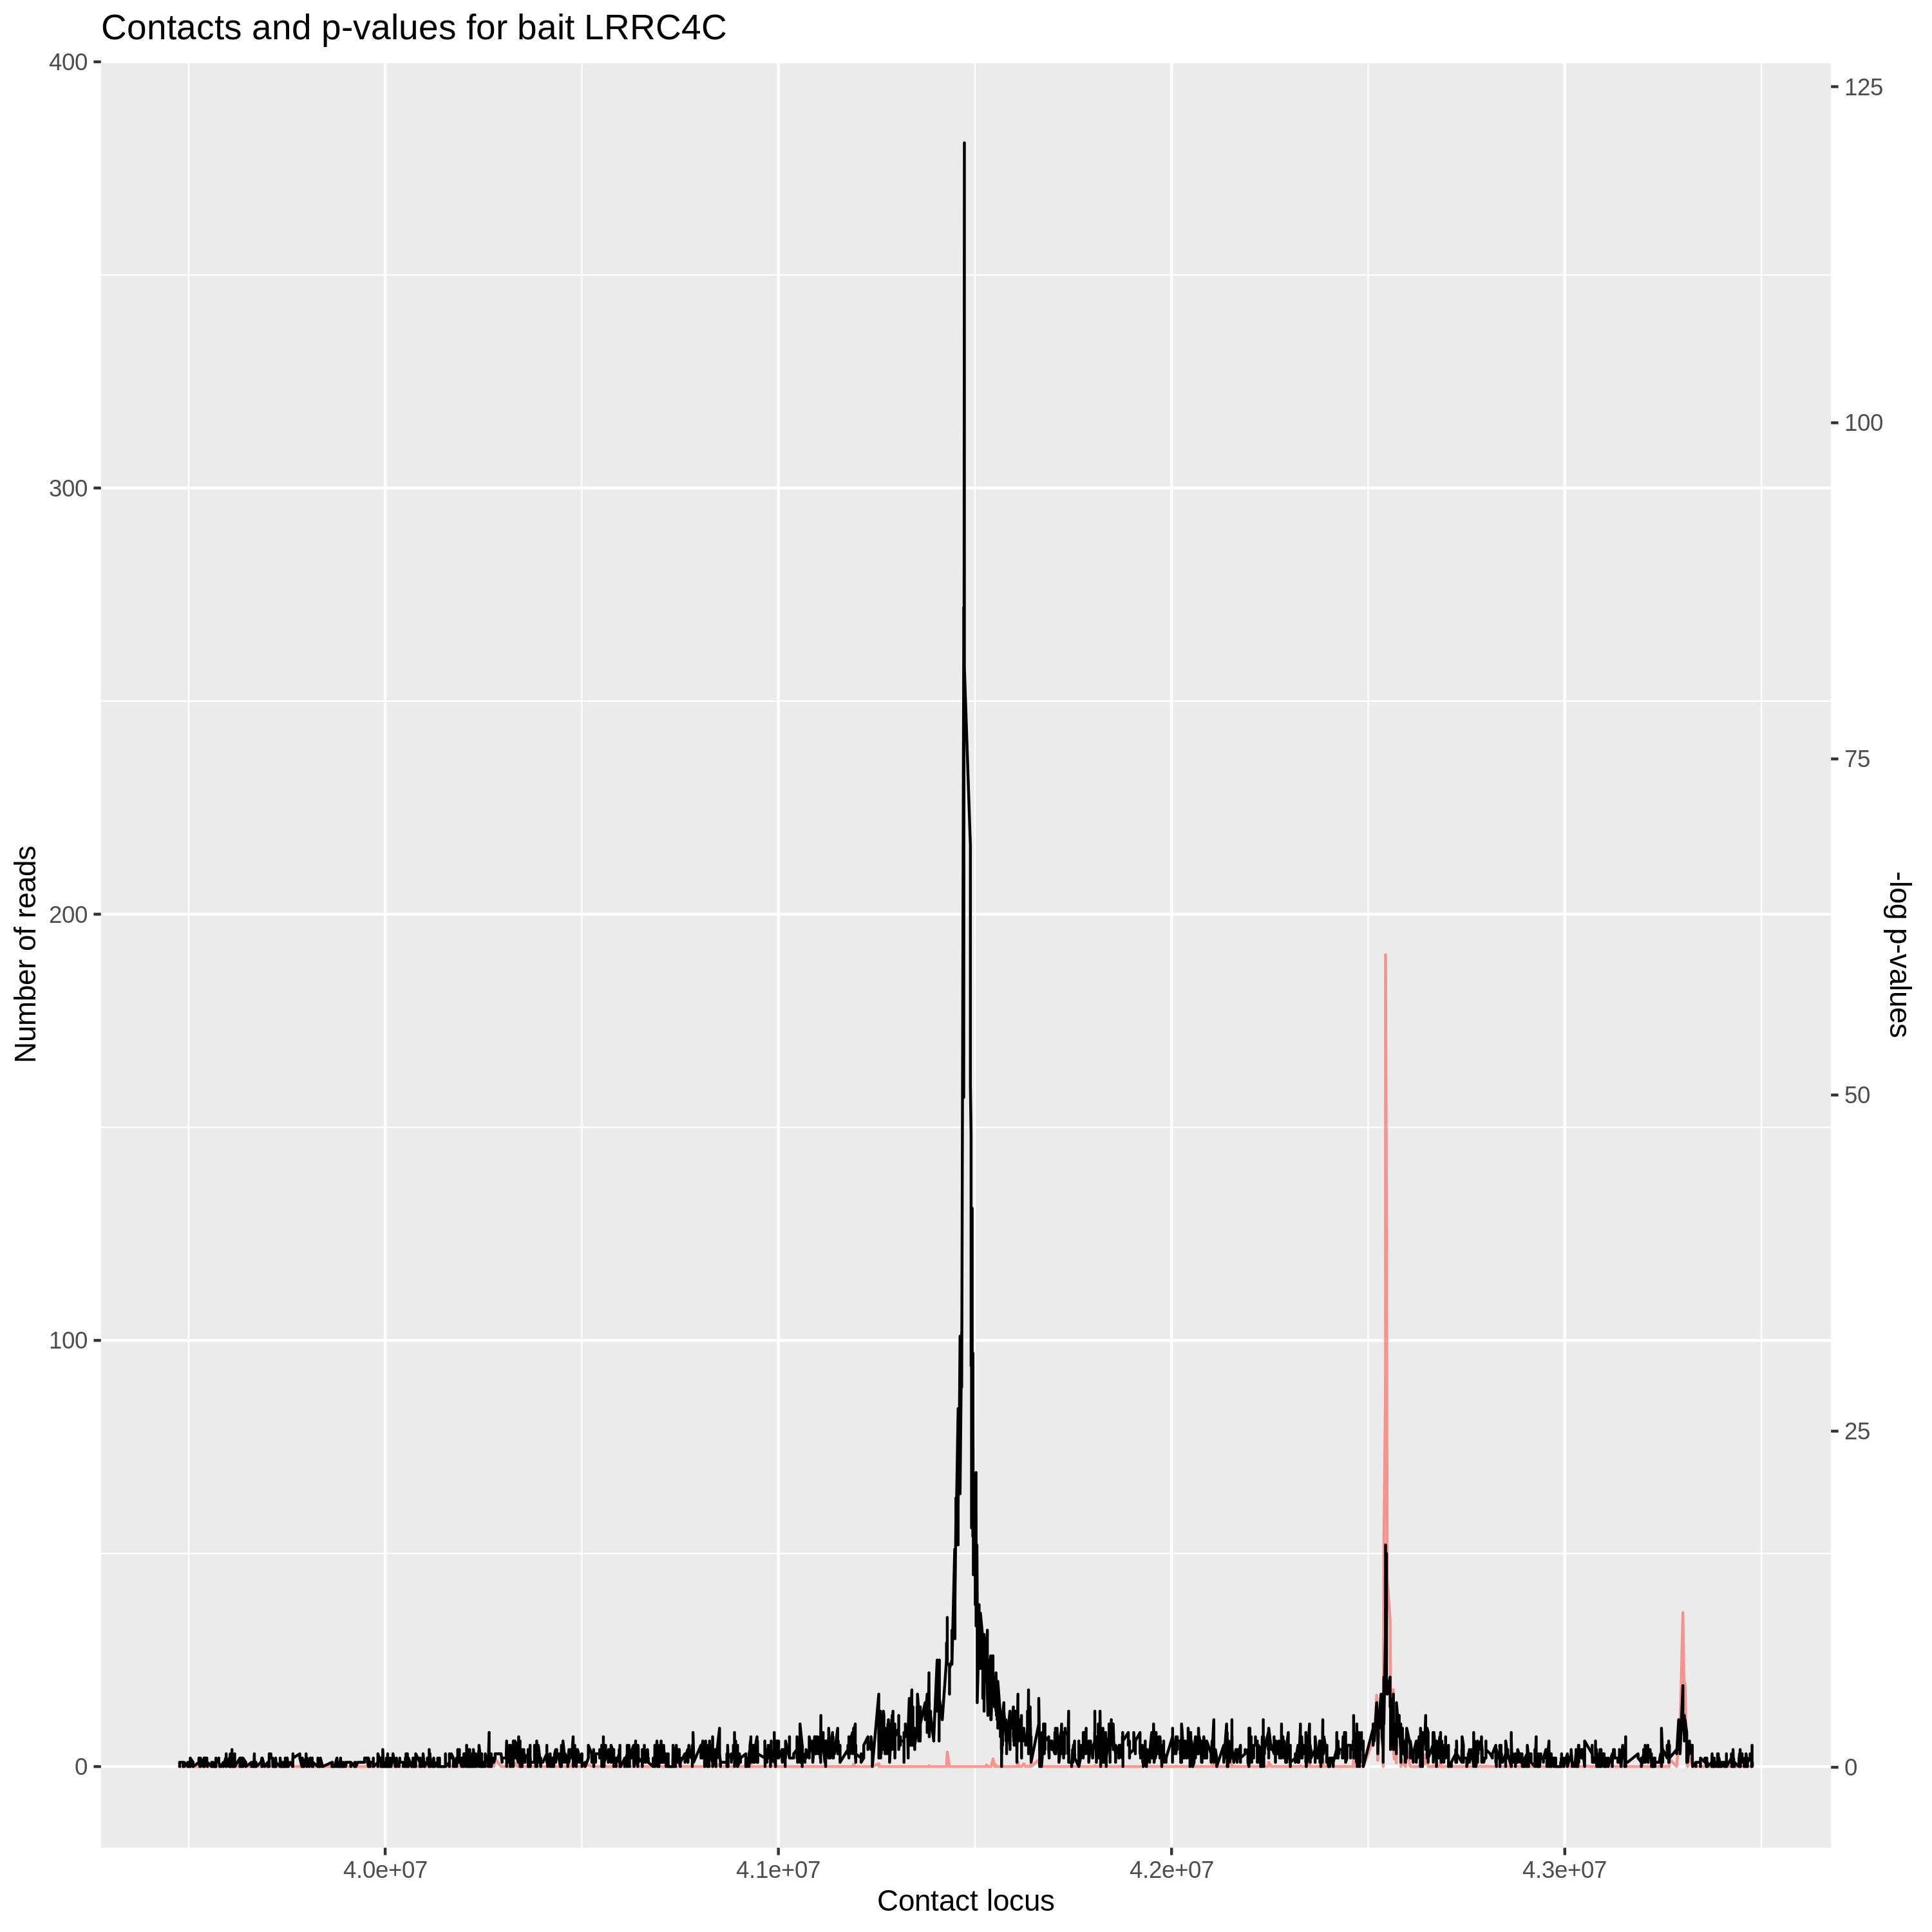 Contacts and p-values for bait LRRC4C
400
300
200
100
0
Number of reads
125
100
75
50
25
0
-log p-values
4.0e+07
4.1e+07
4.2e+07
4.3e+07
Contact locus